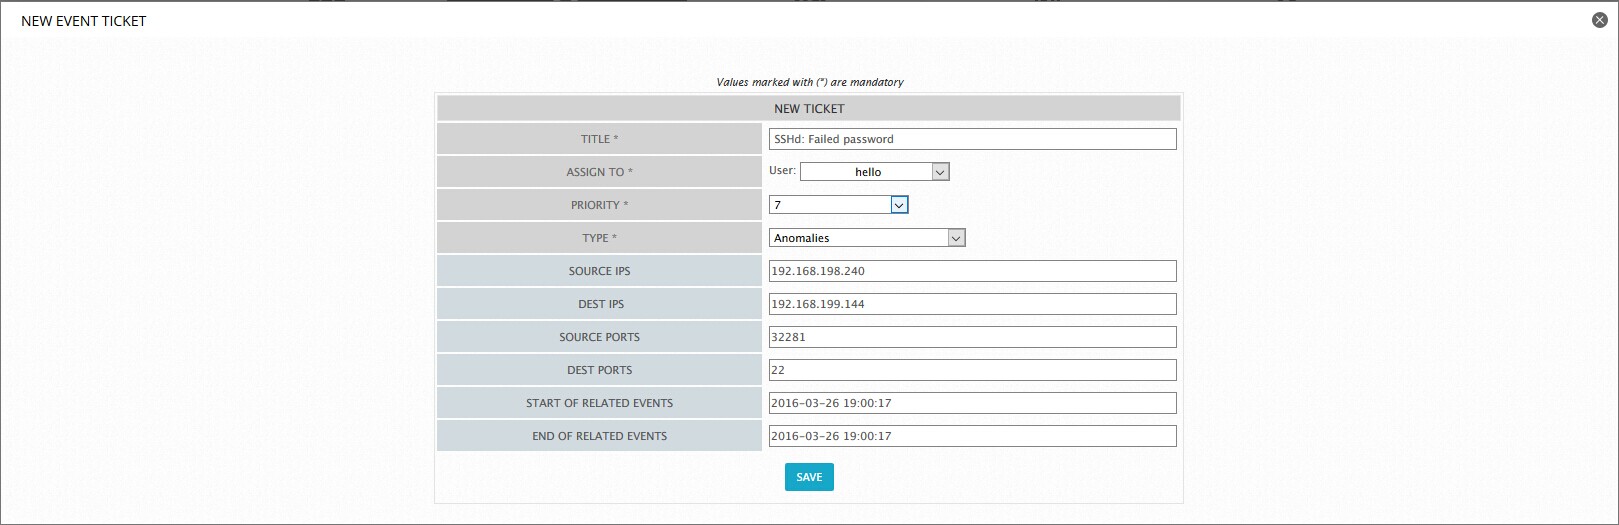 NEW EVENT TICKET
Values marked with (*) are mandatory
NEW TICKET
TITLE * SSHd: Failed password
ASSIGN TO * User: hello
PRIORITY * 7
TYPE * Anomalies
SOURCE IPS 192.168.198.240
DEST IPS 192.168.199.144
SOURCE PORTS 32281
DEST PORTS 22
START OF RELATED EVENTS 2016-03-26 19:00:17
END OF RELATED EVENTS 2016-03-26 19:00:17
SAVE